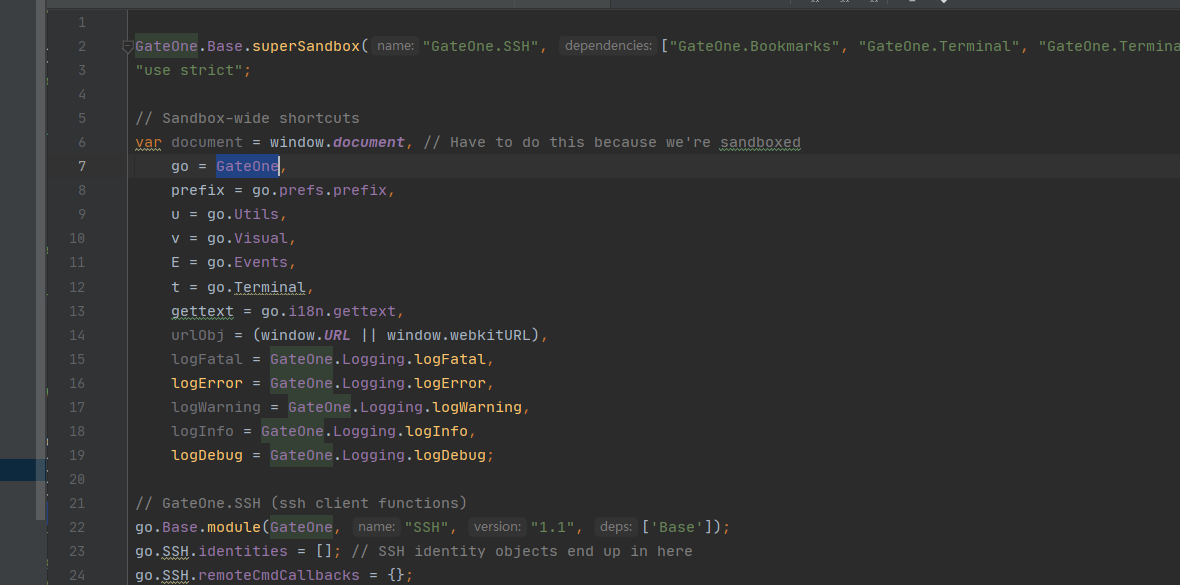 1
2 GateOne.Base.superSandbox( name: "GateOne.SSH", dependencies: ["GateOne.Bookmarks", "GateOne.Terminal", "GateOne.Termina
3 "use strict";
4
5 // Sandbox-wide shortcuts
6 var document = window.document, // Have to do this because we're sandboxed
7 go = GateOne,
8 prefix = go.prefs.prefix,
9 u = go.Utils,
10 v = go.Visual,
11 E = go.Events,
12 t = go.Terminal,
13 gettext = go.i18n.gettext,
14 urlObj = (window.URL || window.webkitURL),
15 logFatal = GateOne.Logging.logFatal,
16 logError = GateOne.Logging.logError,
17 logWarning = GateOne.Logging.logWarning,
18 logInfo = GateOne.Logging.logInfo,
19 logDebug = GateOne.Logging.logDebug;
20
21 // GateOne.SSH (ssh client functions)
22 go.Base.module(GateOne, name: "SSH", version: "1.1", deps: ['Base']);
23 go.SSH.identities = []; // SSH identity objects end up in here
24 go.SSH.remoteCmdCallbacks = {};